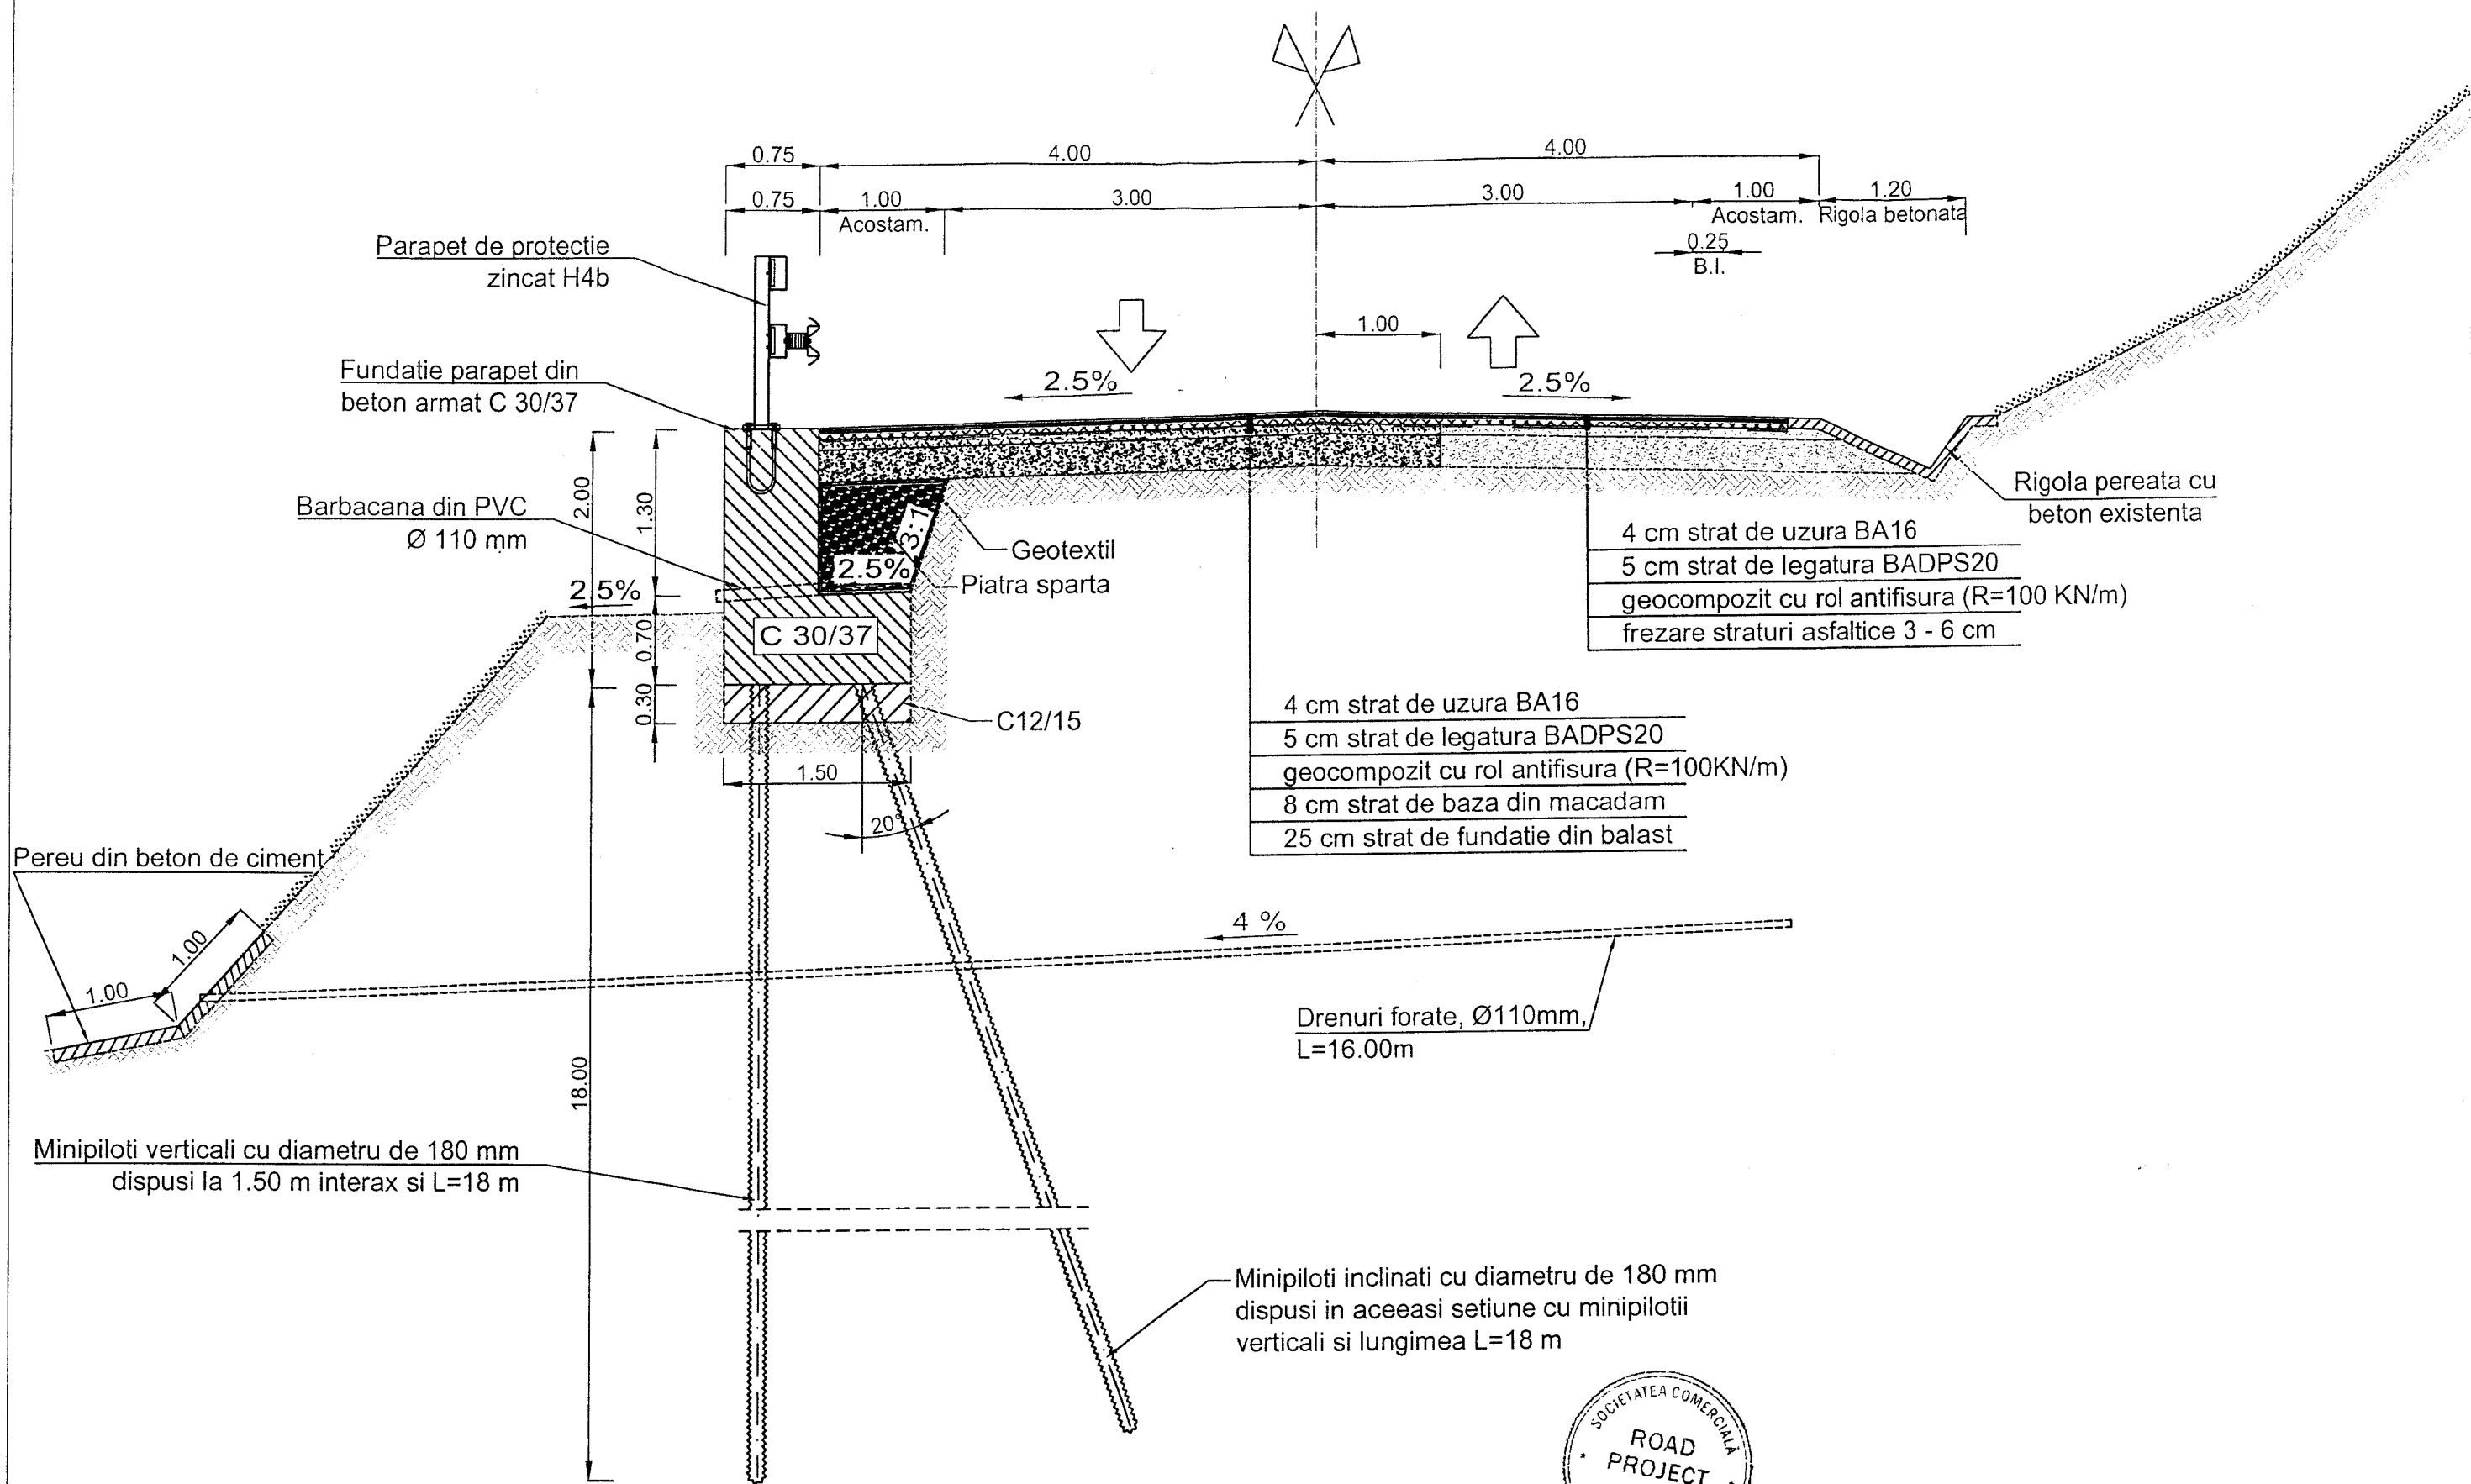 0.75
4.00
4.00
0.75
1.00
3.00
3.00
1.00
1.20
Acostam.
Acostam.
Rigola betonata
0.25
B.I.
Parapet de protectie
zincat H4b
1.00
Fundatie parapet din
beton armat C 30/37
2.5%
2.5%
Barbacana din PVC
Ø 110 mm
2.00
1.30
3:1
2.5%
Geotextil
Piatra sparta
Rigola pereata cu
beton existenta
4 cm strat de uzura BA16
5 cm strat de legatura BADPS20
geocompozit cu rol antifisura (R=100 KN/m)
frezare straturi asfaltice 3 - 6 cm
2.5%
0.70
C 30/37
0.30
C12/15
1.50
20°
4 cm strat de uzura BA16
5 cm strat de legatura BADPS20
geocompozit cu rol antifisura (R=100KN/m)
8 cm strat de baza din macadam
25 cm strat de fundatie din balast
Pereu din beton de ciment
1.00
1.00
4 %
Drenuri forate, Ø110mm,
L=16.00m
18.00
Minipiloti verticali cu diametru de 180 mm
dispusi la 1.50 m interax si L=18 m
Minipiloti inclinati cu diametru de 180 mm
dispusi in aceeasi setiune cu minipilotii
verticali si lungimea L=18 m
SOCIETATEA COMERCIALĂ
ROAD
PROJECT